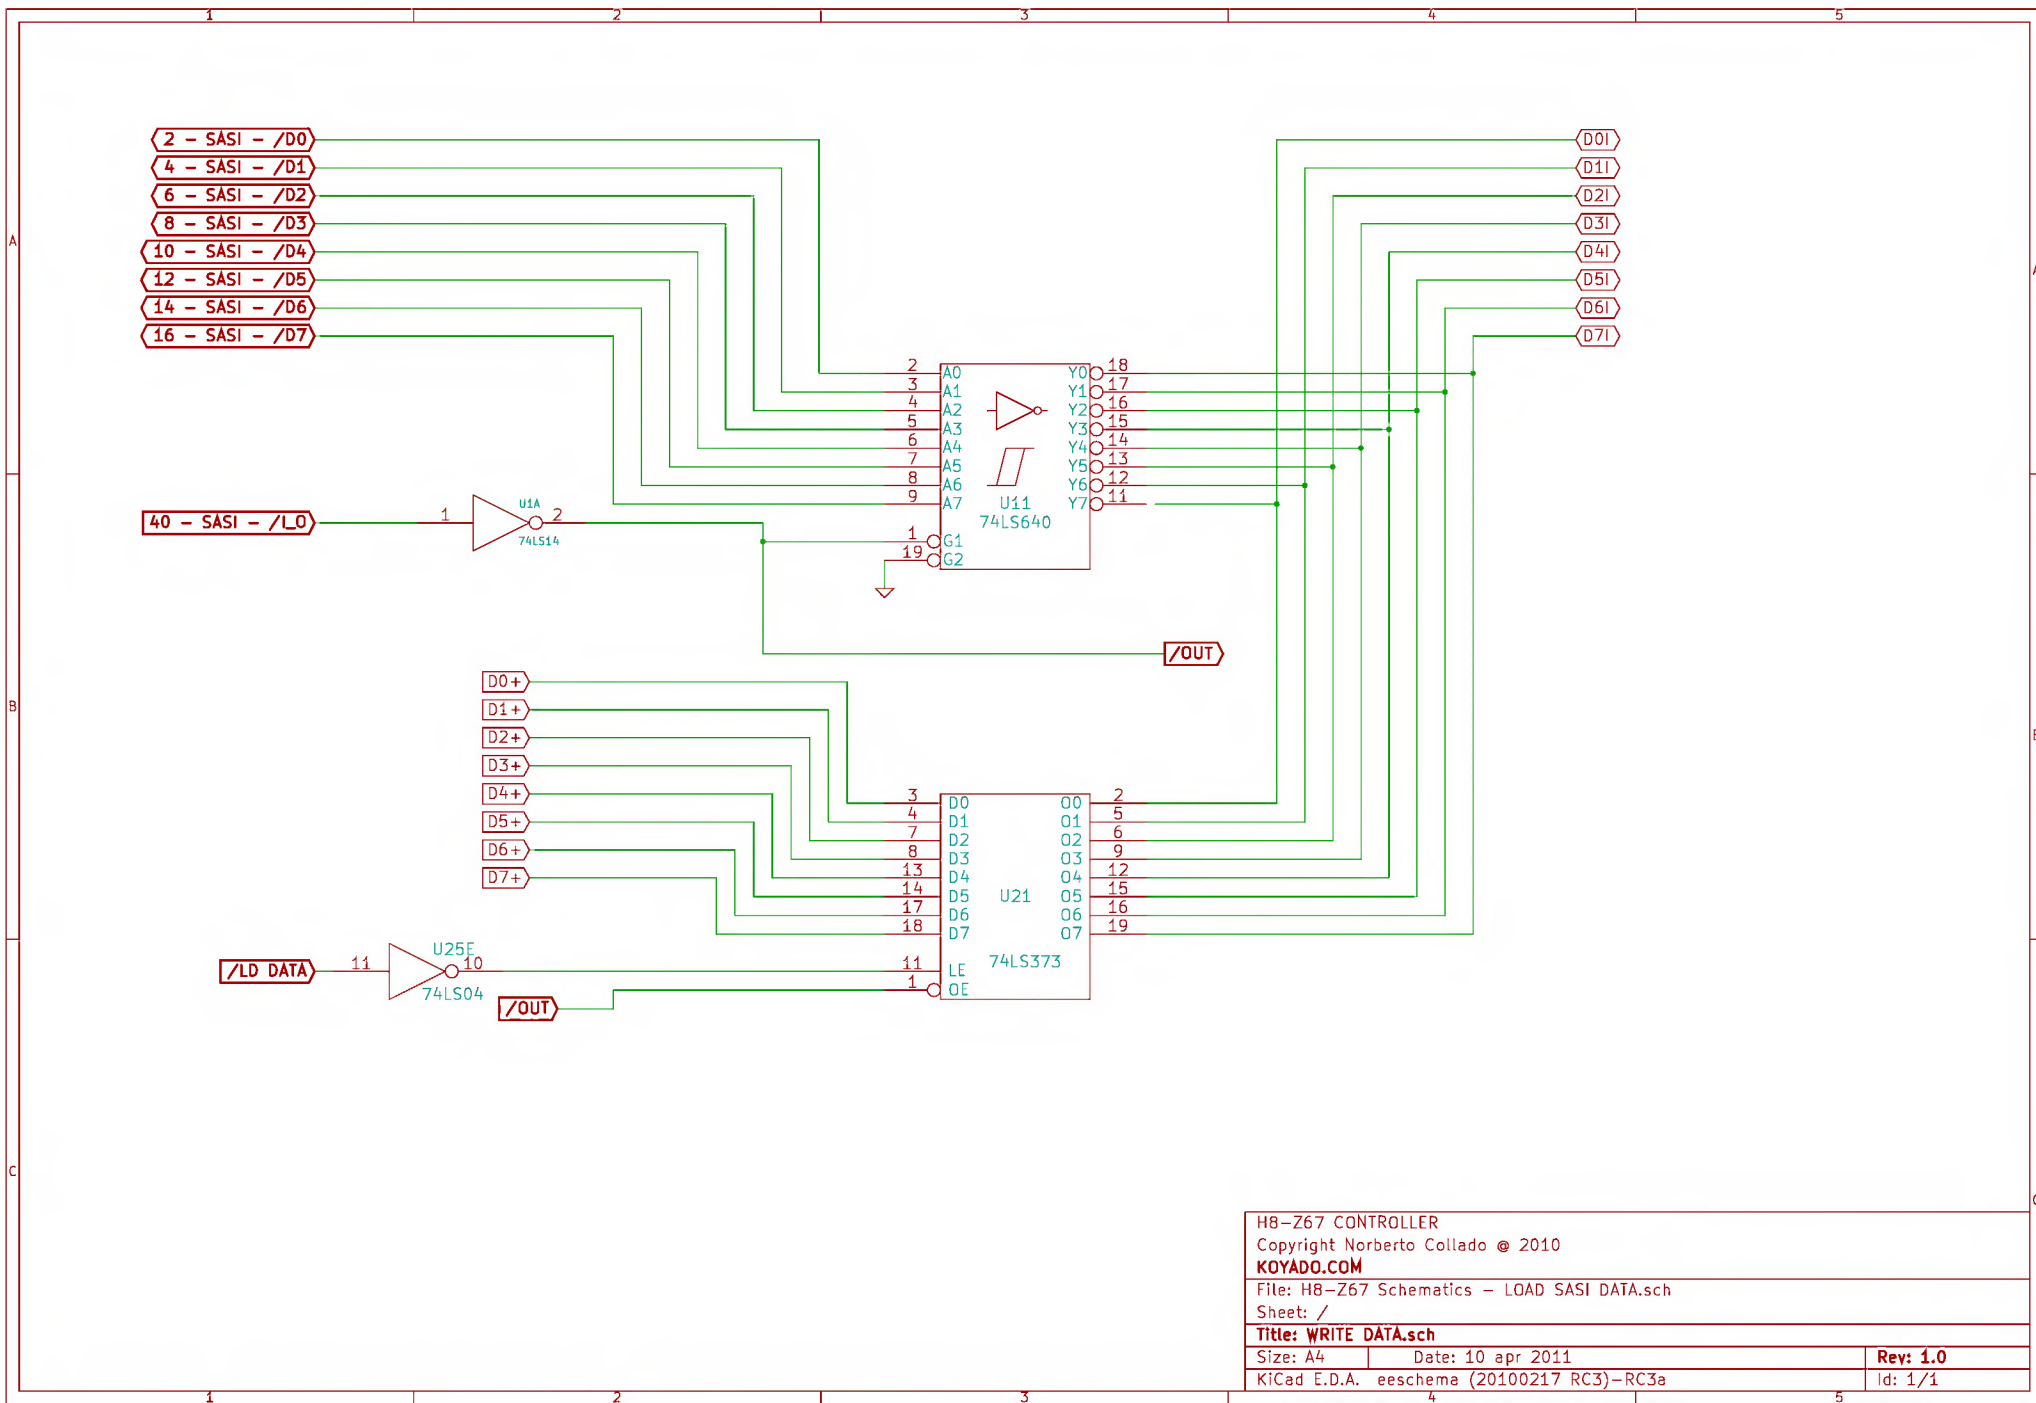 1 2 3 4 5
2 - SASI - /D0
4 - SASI - /D1
6 - SASI - /D2
8 - SASI - /D3
10 - SASI - /D4
12 - SASI - /D5
14 - SASI - /D6
16 - SASI - /D7
D0I
D1I
D2I
D3I
D4I
D5I
D6I
D7I
A
A
2 A0 Y0 18
3 A1 Y1 17
4 A2 Y2 16
5 A3 Y3 15
6 A4 Y4 14
7 A5 Y5 13
8 A6 Y6 12
9 A7 Y7 11
U11
74LS640
1 G1
19 G2
40 - SASI - /I_O
1 U1A 2
74LS14
/OUT
B
D0+
D1+
D2+
D3+
D4+
D5+
D6+
D7+
3 D0 O0 2
4 D1 O1 5
7 D2 O2 6
8 D3 O3 9
13 D4 O4 12
14 D5 O5 15
17 D6 O6 16
18 D7 O7 19
U21
74LS373
11 LE
1 OE
/LD DATA
11 U25E 10
74LS04
/OUT
C
H8-Z67 CONTROLLER
Copyright Norberto Collado @ 2010
KOYADO.COM
File: H8-Z67 Schematics - LOAD SASI DATA.sch
Sheet: /
Title: WRITE DATA.sch
Size: A4 Date: 10 apr 2011 Rev: 1.0
KiCad E.D.A. eeschema (20100217 RC3)-RC3a Id: 1/1
1 2 3 4 5